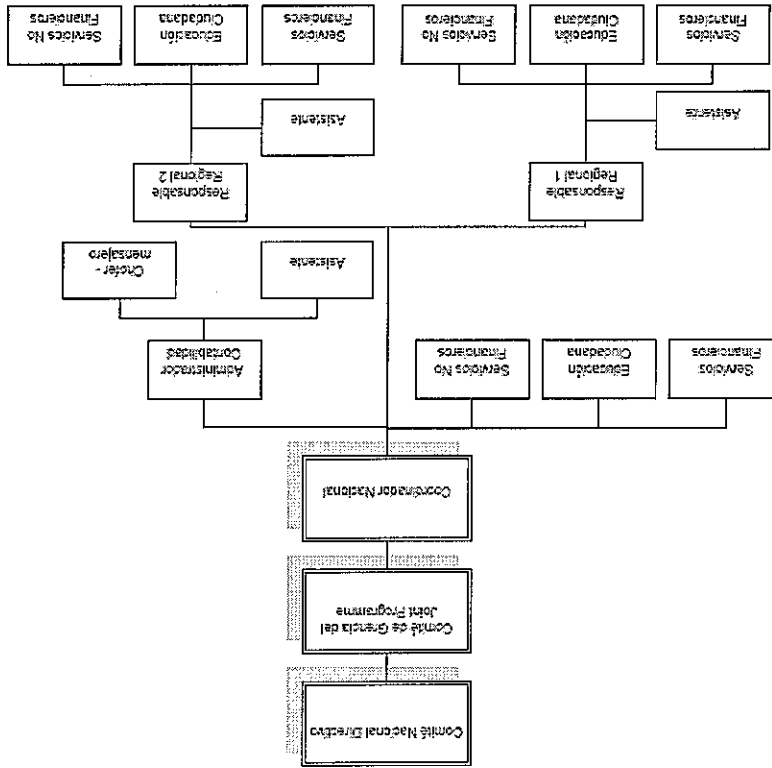 Comité Nacional Directivo
Comité de Grencia del
Joint Programme
Coordinador Nacional
Servicios
Financieros
Educación
Ciudadana
Servicios No
Financieros
Administrador
Contabilidad
Asistente
Chofer -
mensajero
Responsable
Regional 1
Responsable
Regional 2
Asistente
Asistente
Servicios
Financieros
Educación
Ciudadana
Servicios No
Financieros
Servicios
Financieros
Educación
Ciudadana
Servicios No
Financieros